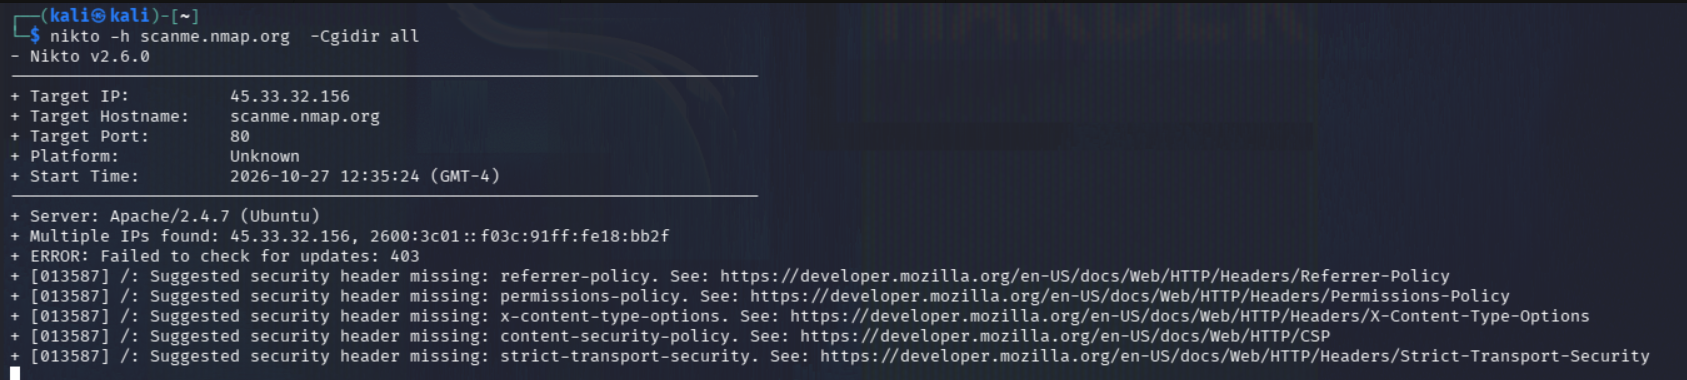 ┌──(kali㉿kali)-[~]
└─$ nikto -h scanme.nmap.org  -Cgidir all
- Nikto v2.6.0
---------------------------------------------------------------------------
+ Target IP:          45.33.32.156
+ Target Hostname:    scanme.nmap.org
+ Target Port:        80
+ Platform:           Unknown
+ Start Time:         2026-10-27 12:35:24 (GMT-4)
---------------------------------------------------------------------------
+ Server: Apache/2.4.7 (Ubuntu)
+ Multiple IPs found: 45.33.32.156, 2600:3c01::f03c:91ff:fe18:bb2f
+ ERROR: Failed to check for updates: 403
+ [013587] /: Suggested security header missing: referrer-policy. See: https://developer.mozilla.org/en-US/docs/Web/HTTP/Headers/Referrer-Policy
+ [013587] /: Suggested security header missing: permissions-policy. See: https://developer.mozilla.org/en-US/docs/Web/HTTP/Headers/Permissions-Policy
+ [013587] /: Suggested security header missing: x-content-type-options. See: https://developer.mozilla.org/en-US/docs/Web/HTTP/Headers/X-Content-Type-Options
+ [013587] /: Suggested security header missing: content-security-policy. See: https://developer.mozilla.org/en-US/docs/Web/HTTP/CSP
+ [013587] /: Suggested security header missing: strict-transport-security. See: https://developer.mozilla.org/en-US/docs/Web/HTTP/Headers/Strict-Transport-Security